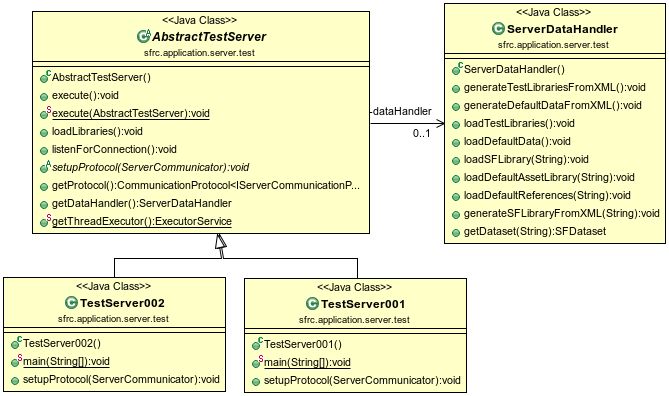 <<Java Class>>
AbstractTestServer
sfrc.application.server.test
AbstractTestServer()
execute():void
execute(AbstractTestServer):void
loadLibraries():void
listenForConnection():void
setupProtocol(ServerCommunicator):void
getProtocol():CommunicationProtocol<IServerCommunicationP...
getDataHandler():ServerDataHandler
getThreadExecutor():ExecutorService
-dataHandler
0..1
<<Java Class>>
ServerDataHandler
sfrc.application.server.test
ServerDataHandler()
generateTestLibrariesFromXML():void
generateDefaultDataFromXML():void
loadTestLibraries():void
loadDefaultData():void
loadSFLibrary(String):void
loadDefaultAssetLibrary(String):void
loadDefaultReferences(String):void
generateSFLibraryFromXML(String):void
getDataset(String):SFDataset
<<Java Class>>
TestServer002
sfrc.application.server.test
TestServer002()
main(String[]):void
setupProtocol(ServerCommunicator):void
<<Java Class>>
TestServer001
sfrc.application.server.test
TestServer001()
main(String[]):void
setupProtocol(ServerCommunicator):void